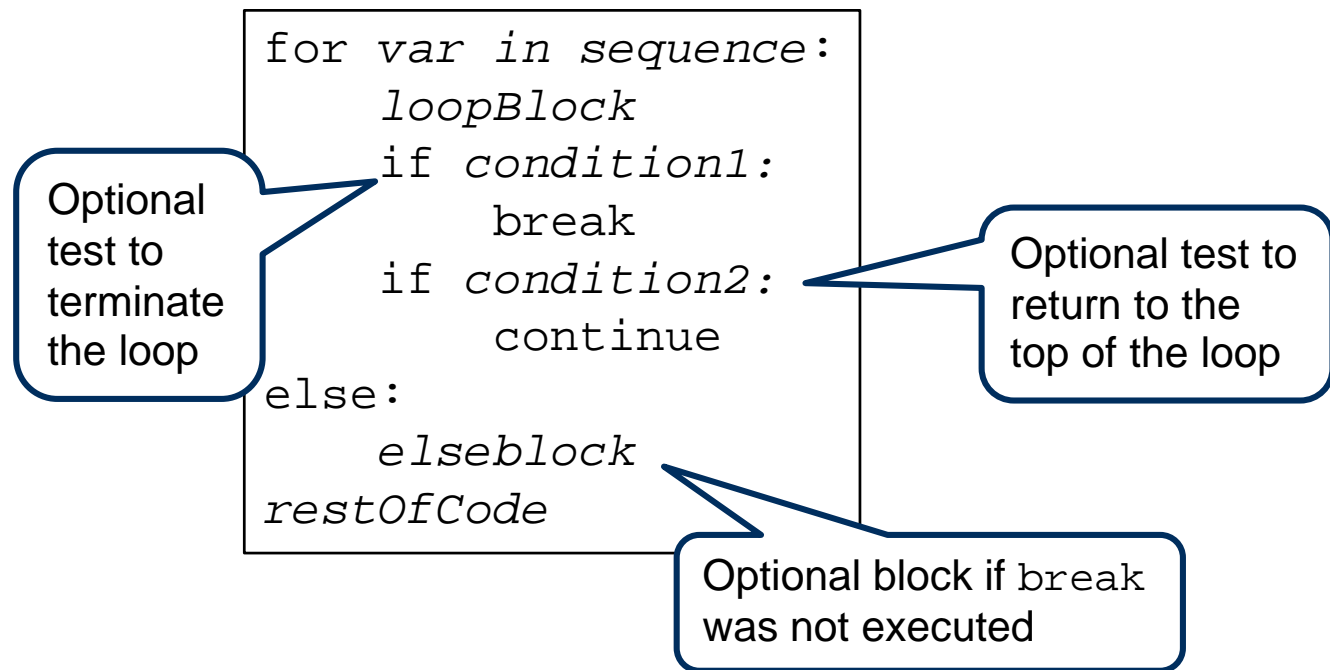 for var in sequence:
loopBlock
if condition1:
break
if condition2:
continue
else:
elseblock
restOfCode
Optional
test to
terminate
the loop
Optional test to
return to the
top of the loop
Optional block if break
was not executed